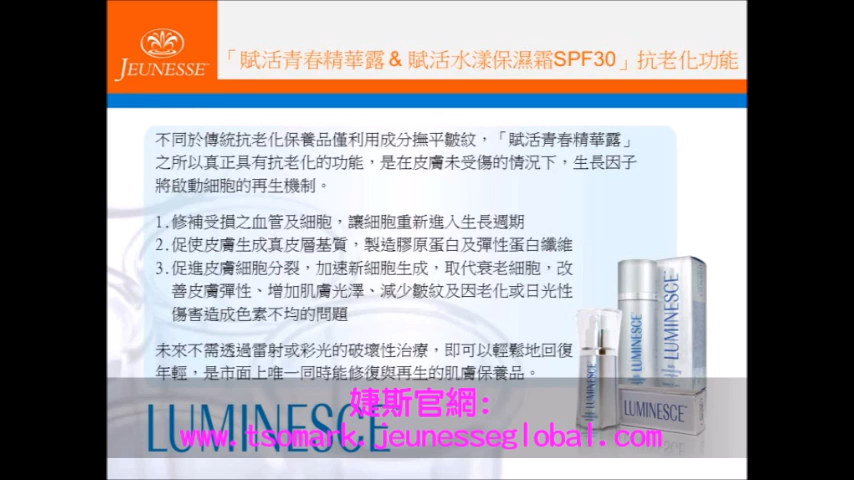 JEUNESSE
「賦活青春精華露 & 賦活水漾保濕霜SPF30」抗老化功能
不同於傳統抗老化保養品僅利用成分撫平皺紋，「賦活青春精華露」
之所以真正具有抗老化的功能，是在皮膚未受傷的情況下，生長因子
將啟動細胞的再生機制。
1.修補受損之血管及細胞，讓細胞重新進入生長週期
2.促使皮膚生成真皮層基質，製造膠原蛋白及彈性蛋白纖維
3.促進皮膚細胞分裂，加速新細胞生成，取代衰老細胞，改
善皮膚彈性、增加肌膚光澤、減少皺紋及因老化或日光性
傷害造成色素不均的問題
未來不需透過雷射或彩光的破壞性治療，即可以輕鬆地回復
年輕，是市面上唯一同時能修復與再生的肌膚保養品。
LUMINESCE
LUMINESCE
LUMINESCE
LUMINESCE
LUMINESCE
婕斯官網:
www.tsomark.jeunesseglobal.com